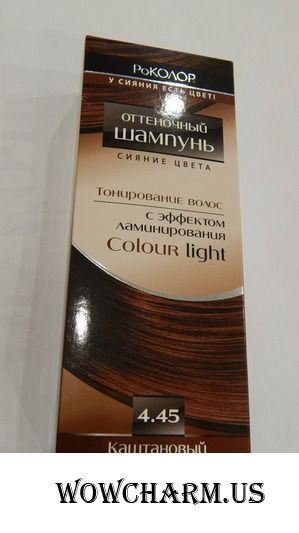 РоКОЛОР
У СИЯНИЯ ЕСТЬ ЦВЕТ!
ОТТЕНОЧНЫЙ
ШАМПУНЬ
СИЯНИЕ ЦВЕТА
Тонирование волос
С ЭФФЕКТОМ
ЛАМИНИРОВАНИЯ
Colour light
4.45
Каштановый
WOWCHARM.US